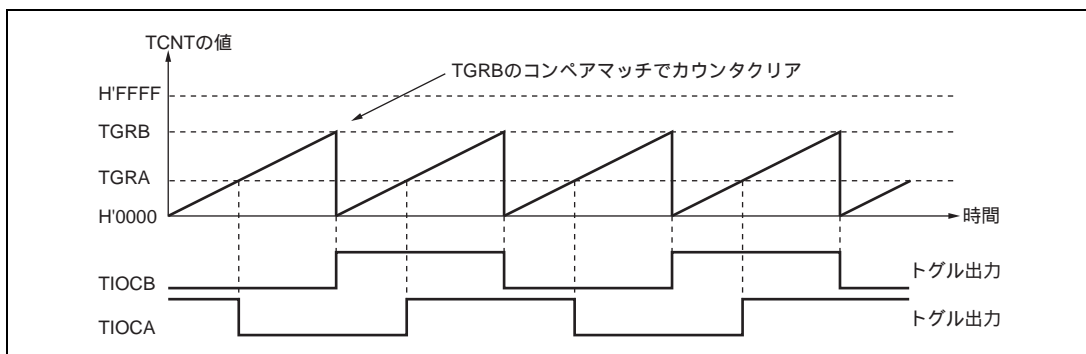 TCNTの値
TGRBのコンペアマッチでカウンタクリア
H'FFFF
TGRB
TGRA
H'0000
時間
TIOCB
トグル出力
TIOCA
トグル出力